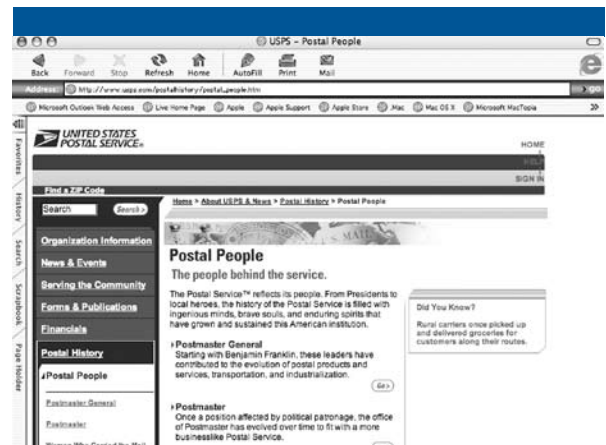 USPS – Postal People
Back Forward Stop Refresh Home AutoFill Print Mail
Address: http://www.usps.com/postalhistory/postal_people.htm go
Microsoft Outlook Web Access Live Home Page Apple Apple Support Apple Store .Mac Mac OS X Microsoft MacTopia
Favorites
History
Search
Scrapbook
Page Holder
UNITED STATES
POSTAL SERVICE®
HOME
HELP
SIGN IN
Find a ZIP Code
Search Search >
Home > About USPS & News > Postal History > Postal People
Organization Information
News & Events
Serving the Community
Forms & Publications
Financials
Postal History
Postal People
Postmaster General
Postmaster
Women Who Carried the Mail
U.S. MAIL
Postal People
The people behind the service.
The Postal Service™ reflects its people. From Presidents to
local heroes, the history of the Postal Service is filled with
ingenious minds, brave souls, and enduring spirits that
have grown and sustained this American institution.
Postmaster General
Starting with Benjamin Franklin, these leaders have
contributed to the evolution of postal products and
services, transportation, and industrialization.
Go >
Postmaster
Once a position affected by political patronage, the office
of Postmaster has evolved over time to fit with a more
businesslike Postal Service.
Did You Know?
Rural carriers once picked up
and delivered groceries for
customers along their routes.